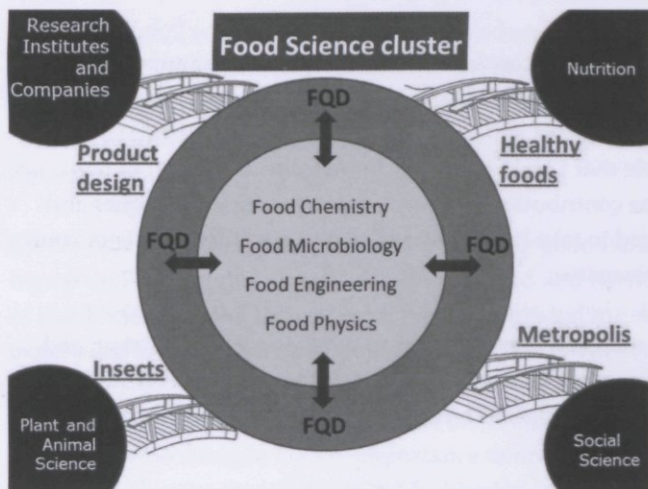 Research
Institutes
and
Companies
Food Science cluster
Nutrition
FQD
Product
design
Healthy
foods
Food Chemistry
Food Microbiology
Food Engineering
Food Physics
FQD
FQD
Metropolis
Insects
FQD
Plant and
Animal
Science
Social
Science